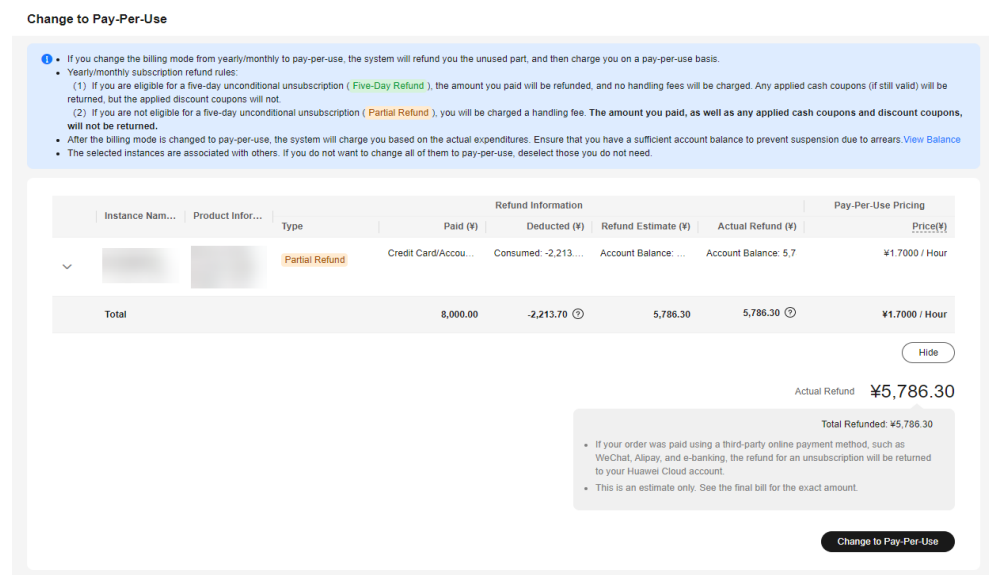 Change to Pay-Per-Use
If you change the billing mode from yearly/monthly to pay-per-use, the system will refund you the unused part, and then charge you on a pay-per-use basis.
Yearly/monthly subscription refund rules:
(1) If you are eligible for a five-day unconditional unsubscription ( Five-Day Refund ), the amount you paid will be refunded, and no handling fees will be charged. Any applied cash coupons (if still valid) will be
returned, but the applied discount coupons will not.
(2) If you are not eligible for a five-day unconditional unsubscription ( Partial Refund ), you will be charged a handling fee. The amount you paid, as well as any applied cash coupons and discount coupons,
will not be returned.
After the billing mode is changed to pay-per-use, the system will charge you based on the actual expenditures. Ensure that you have a sufficient account balance to prevent suspension due to arrears.View Balance
The selected instances are associated with others. If you do not want to change all of them to pay-per-use, deselect those you do not need.
Instance Nam... Product Infor... Refund Information Pay-Per-Use Pricing
Type Paid (¥) Deducted (¥) Refund Estimate (¥) Actual Refund (¥) Price(¥)
Partial Refund Credit Card/Accou... Consumed: -2,213.... Account Balance: ... Account Balance: 5,7 ¥1.7000 / Hour
Total 8,000.00 -2,213.70 5,786.30 5,786.30 ¥1.7000 / Hour
Hide
Actual Refund ¥5,786.30
Total Refunded: ¥5,786.30
If your order was paid using a third-party online payment method, such as
WeChat, Alipay, and e-banking, the refund for an unsubscription will be returned
to your Huawei Cloud account.
This is an estimate only. See the final bill for the exact amount.
Change to Pay-Per-Use